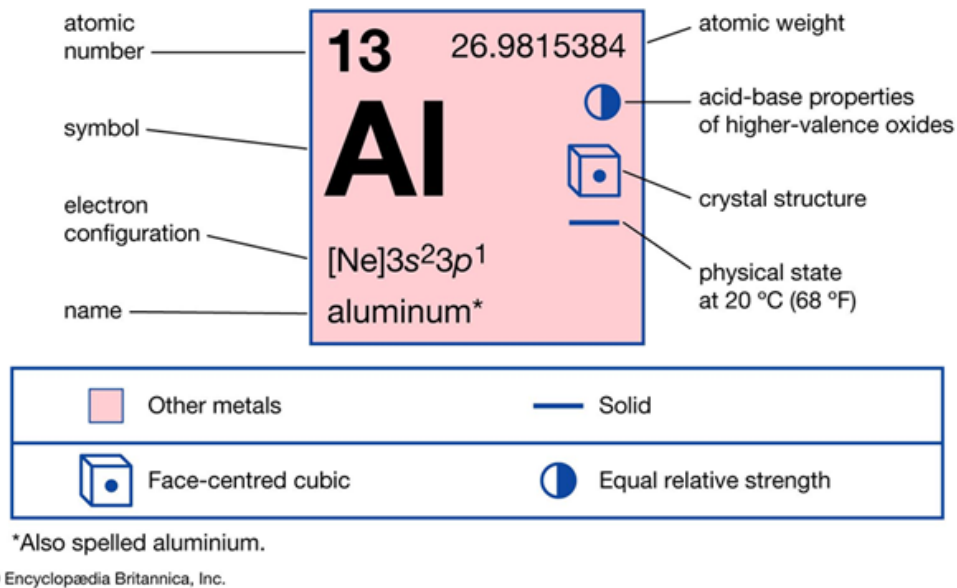 atomic
number
13
26.9815384
atomic weight
symbol
Al
acid-base properties
of higher-valence oxides
crystal structure
electron
configuration
[Ne]3s²3p¹
physical state
at 20 ºC (68 ºF)
name
aluminum*
Other metals
Solid
Face-centred cubic
Equal relative strength
*Also spelled aluminium.
Encyclopædia Britannica, Inc.